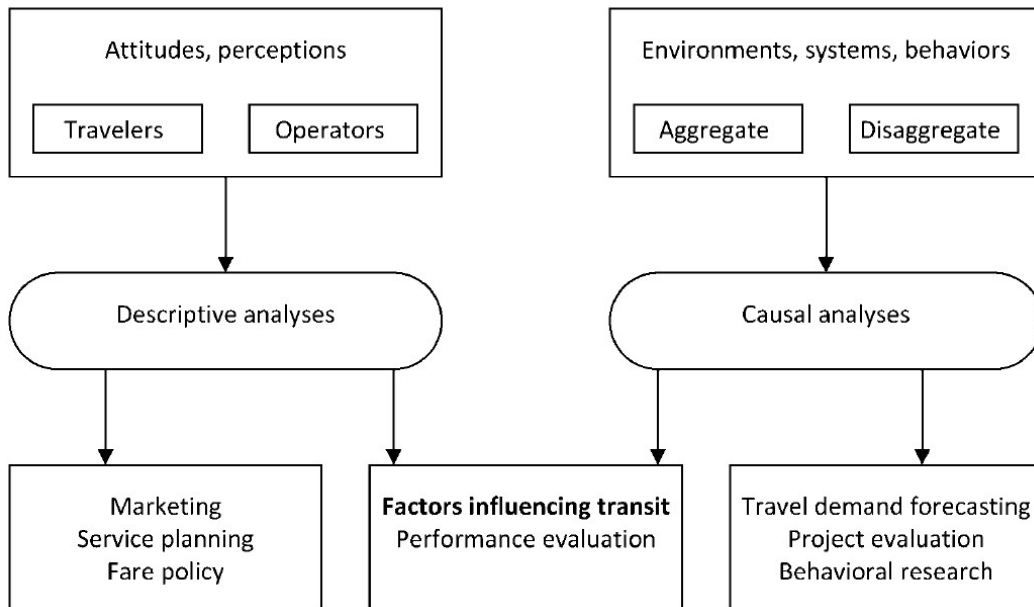 Attitudes, perceptions
Travelers
Operators
Environments, systems, behaviors
Aggregate
Disaggregate
Descriptive analyses
Causal analyses
Marketing
Service planning
Fare policy
Factors influencing transit
Performance evaluation
Travel demand forecasting
Project evaluation
Behavioral research